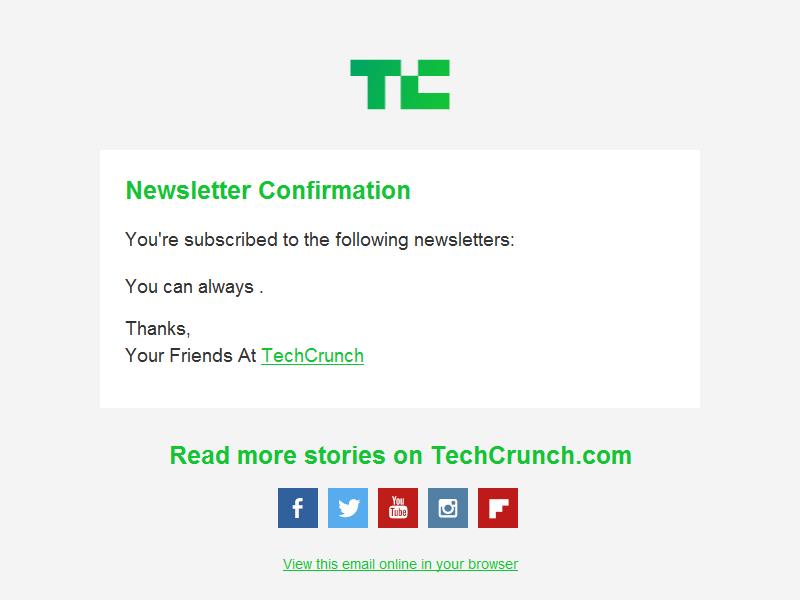 TC
Newsletter Confirmation
You're subscribed to the following newsletters:
You can always .
Thanks,
Your Friends At TechCrunch
Read more stories on TechCrunch.com
f You Tube
View this email online in your browser